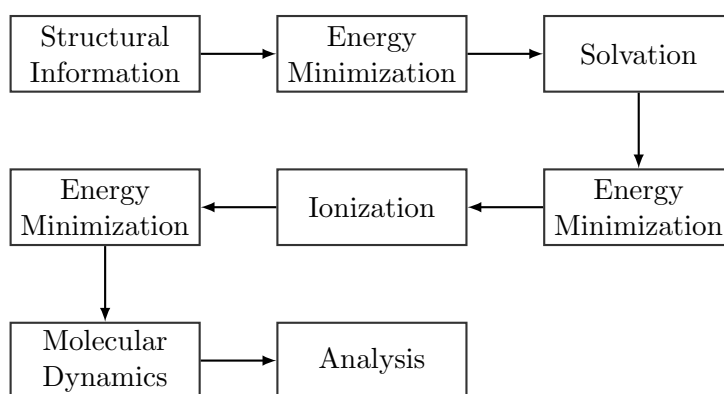 Structural
Information
Energy
Minimization
Solvation
Energy
Minimization
Ionization
Energy
Minimization
Molecular
Dynamics
Analysis